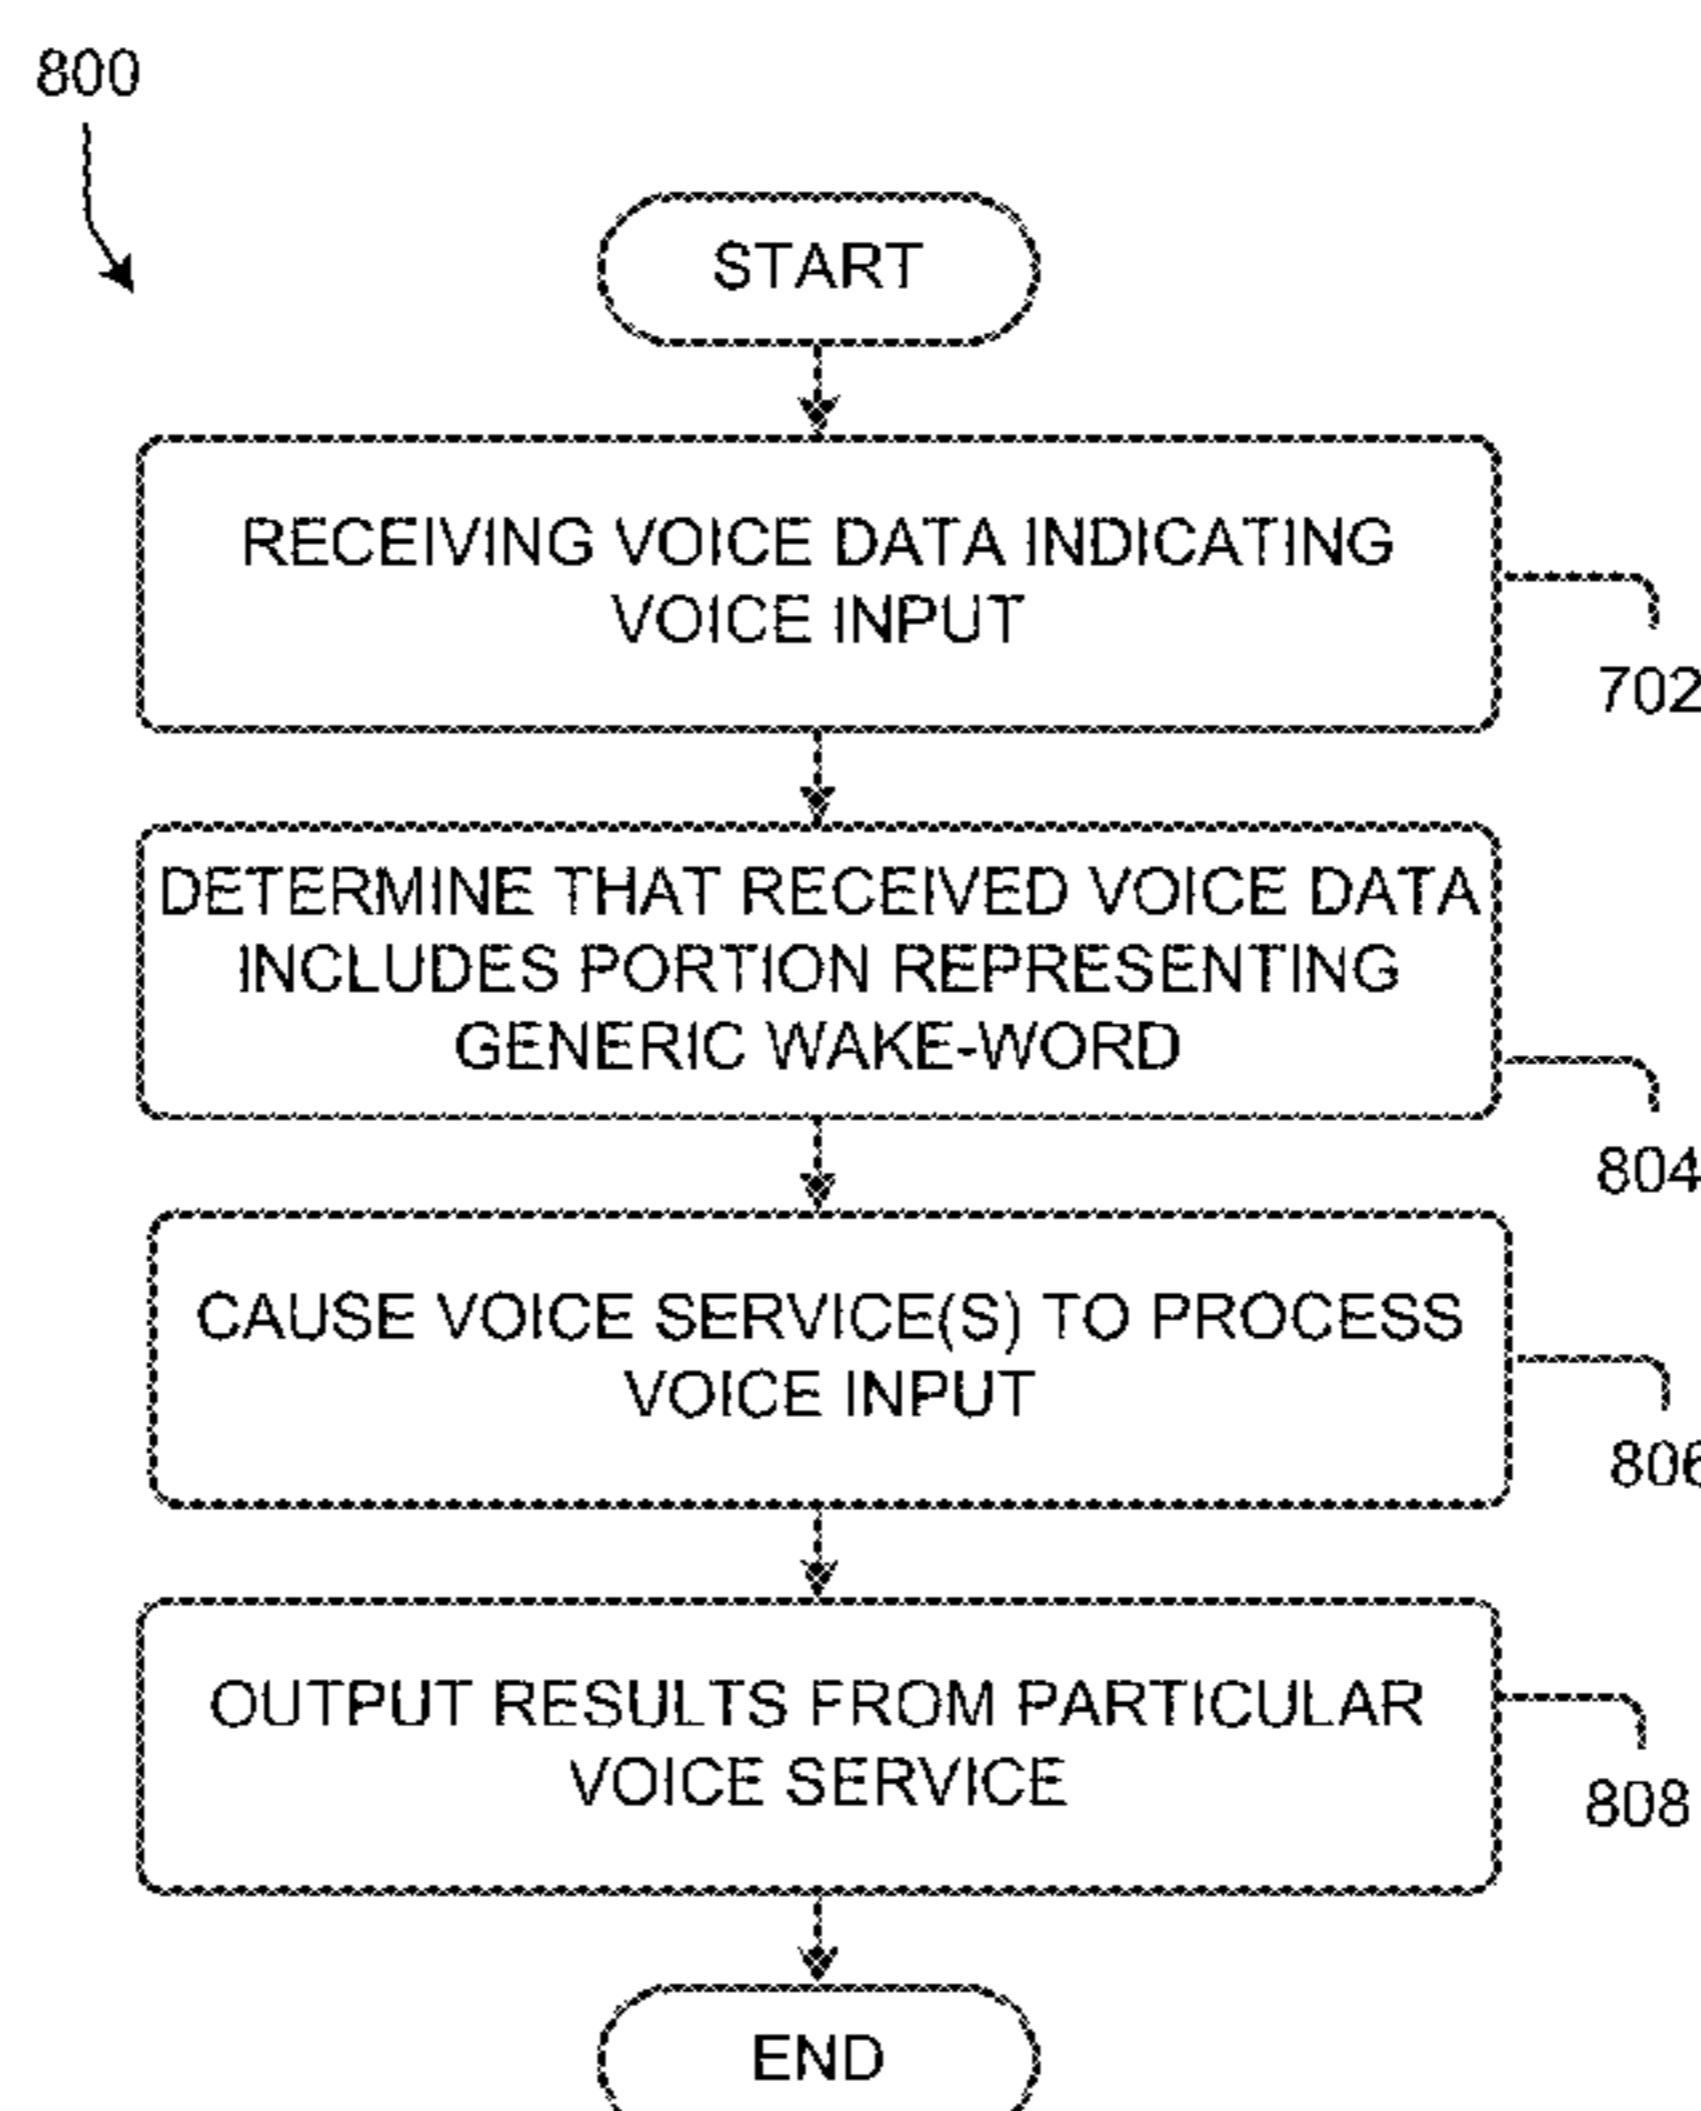 800
START
RECEIVING VOICE DATA INDICATING
VOICE INPUT
702
DETERMINE THAT RECEIVED VOICE DATA
INCLUDES PORTION REPRESENTING
GENERIC WAKE-WORD
804
CAUSE VOICE SERVICE(S) TO PROCESS
VOICE INPUT
806
OUTPUT RESULTS FROM PARTICULAR
VOICE SERVICE
808
END